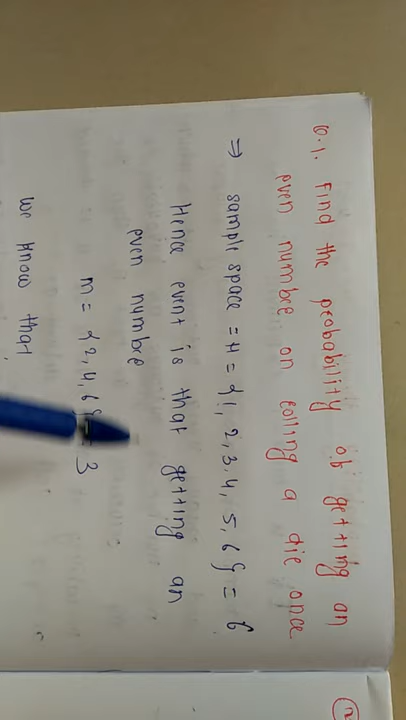 Q.1. Find the probability of getting an
even number on rolling a die once
⇒ sample space = n = {1, 2, 3, 4, 5, 6} = 6
Hence event is that getting an
even number
m = {2, 4, 6} = 3
We know that